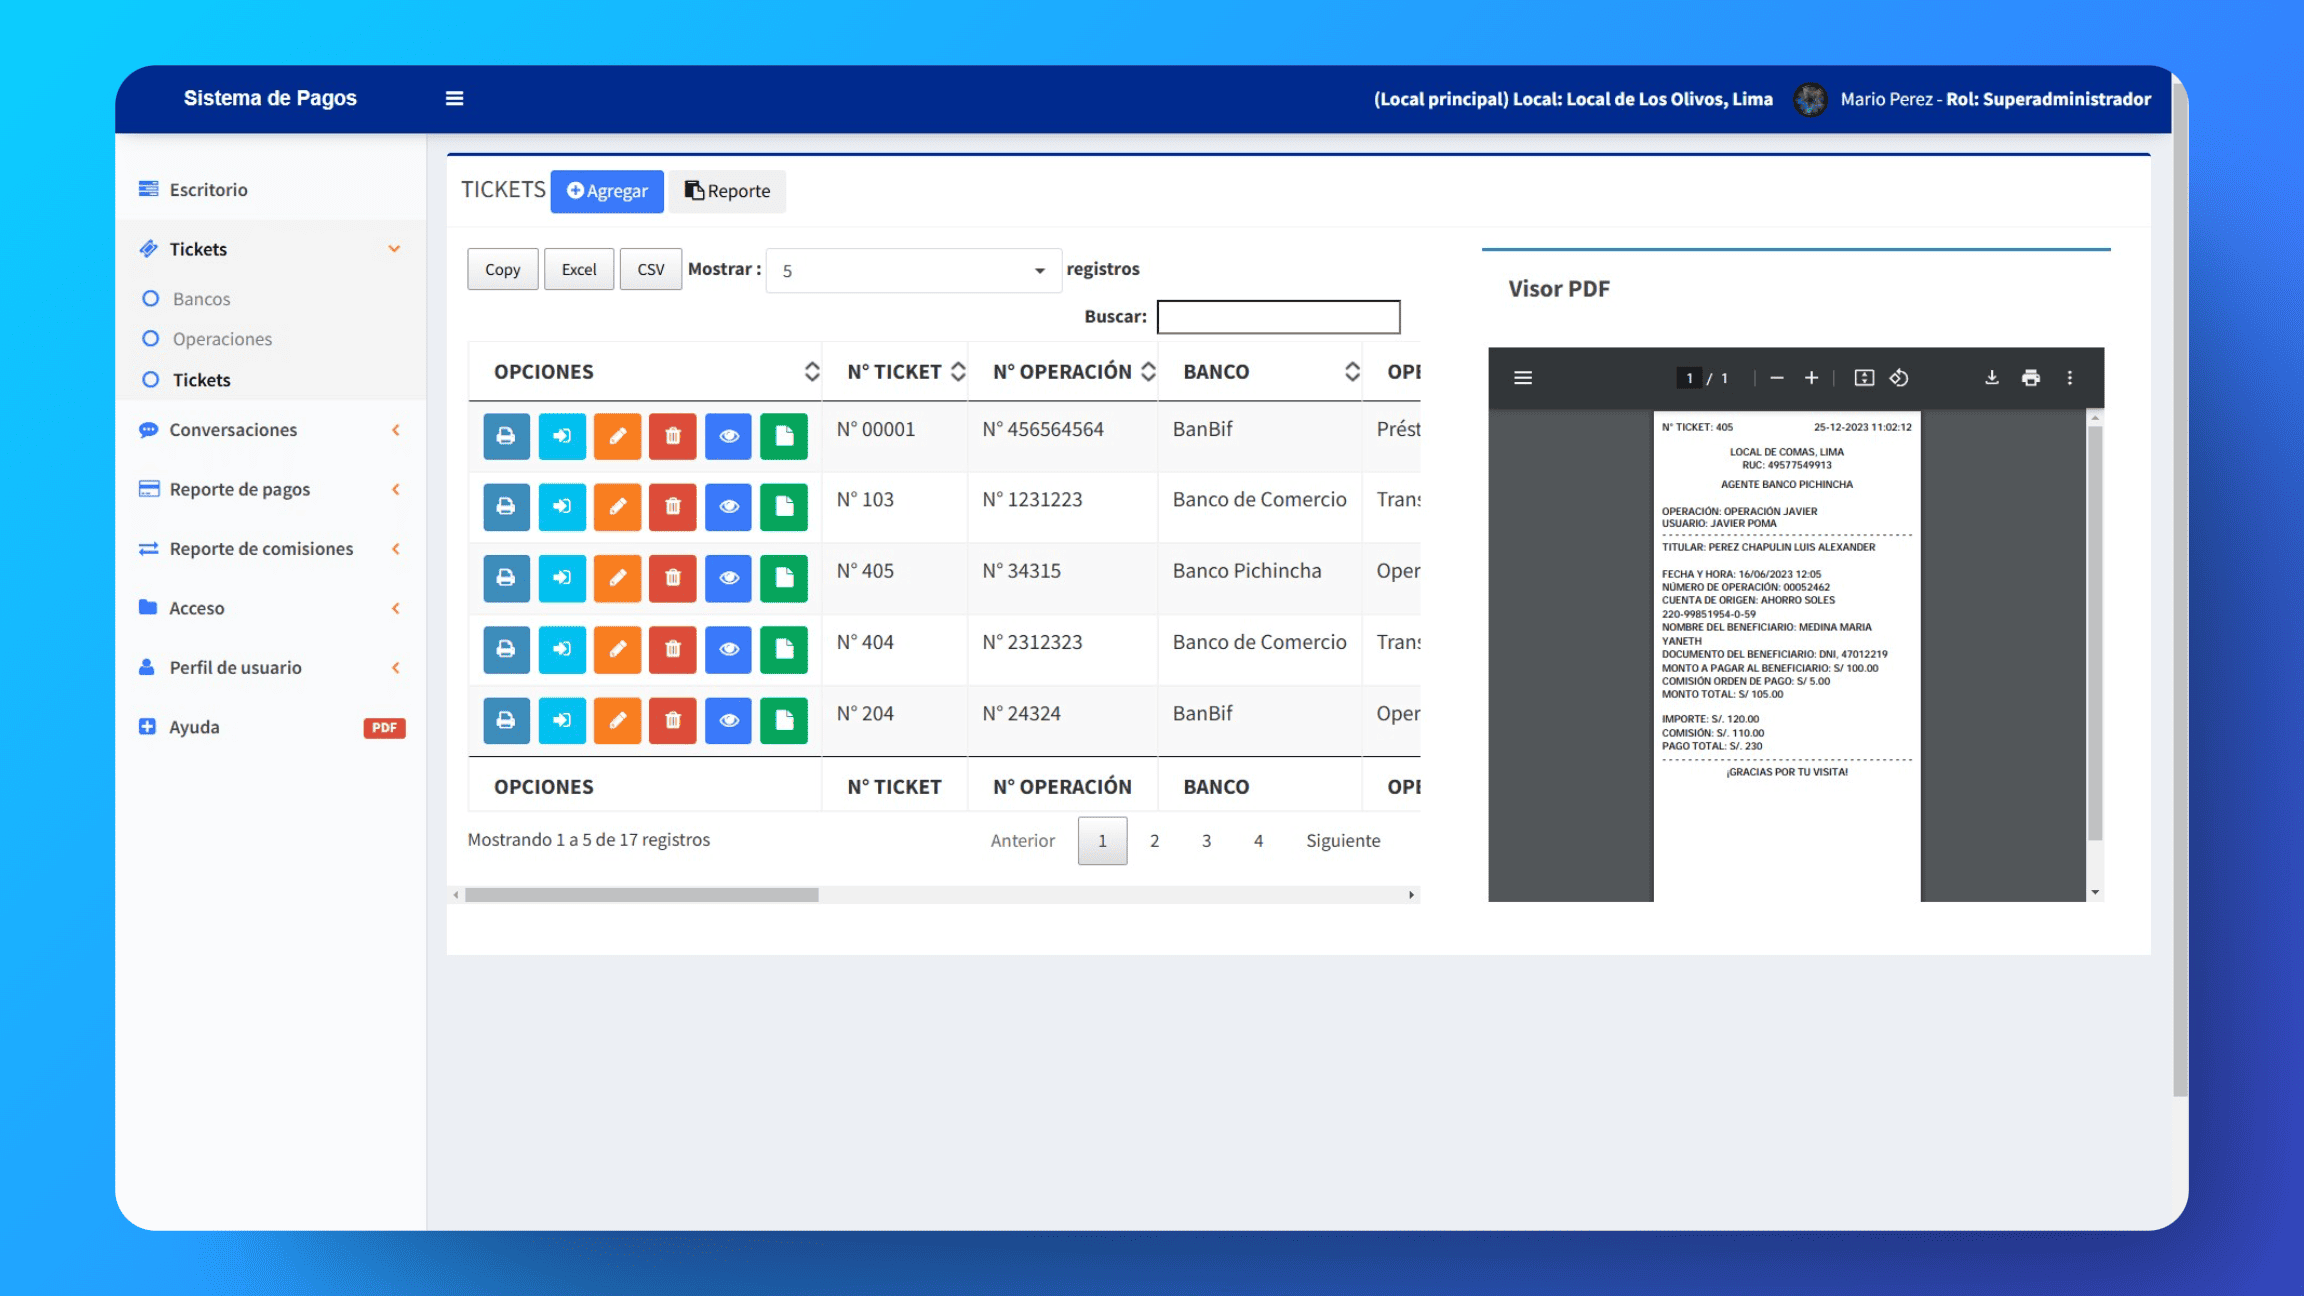 Sistema de Pagos
(Local principal) Local: Local de Los Olivos, Lima
Mario Perez - Rol: Superadministrador
Escritorio
Tickets
Bancos
Operaciones
Tickets
Conversaciones
Reporte de pagos
Reporte de comisiones
Acceso
Perfil de usuario
Ayuda PDF
TICKETS Agregar Reporte
Copy Excel CSV Mostrar : 5 registros
Buscar:
OPCIONES N° TICKET N° OPERACIÓN BANCO OPE
N° 00001 N° 456564564 BanBif Prést
N° 103 N° 1231223 Banco de Comercio Trans
N° 405 N° 34315 Banco Pichincha Oper
N° 404 N° 2312323 Banco de Comercio Trans
N° 204 N° 24324 BanBif Oper
OPCIONES N° TICKET N° OPERACIÓN BANCO OPE
Mostrando 1 a 5 de 17 registros
Anterior 1 2 3 4 Siguiente
Visor PDF
1 / 1
N° TICKET: 405 25-12-2023 11:02:12
LOCAL DE COMAS, LIMA
RUC: 49577549913
AGENTE BANCO PICHINCHA
OPERACIÓN: OPERACIÓN JAVIER
USUARIO: JAVIER POMA
TITULAR: PEREZ CHAPULIN LUIS ALEXANDER
FECHA Y HORA: 16/06/2023 12:05
NÚMERO DE OPERACIÓN: 00052462
CUENTA DE ORIGEN: AHORRO SOLES
220-99851954-0-59
NOMBRE DEL BENEFICIARIO: MEDINA MARIA
YANETH
DOCUMENTO DEL BENEFICIARIO: DNI, 47012219
MONTO A PAGAR AL BENEFICIARIO: S/ 100.00
COMISIÓN ORDEN DE PAGO: S/ 5.00
MONTO TOTAL: S/ 105.00
IMPORTE: S/. 120.00
COMISIÓN: S/. 110.00
PAGO TOTAL: S/. 230
¡GRACIAS POR TU VISITA!